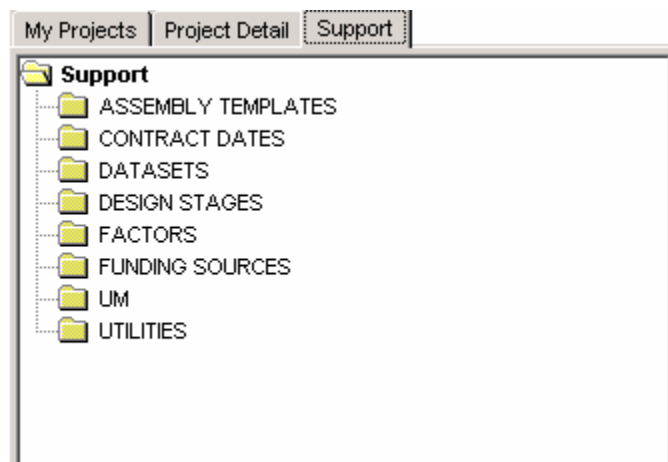 My Projects Project Detail Support
Support
ASSEMBLY TEMPLATES
CONTRACT DATES
DATASETS
DESIGN STAGES
FACTORS
FUNDING SOURCES
UM
UTILITIES